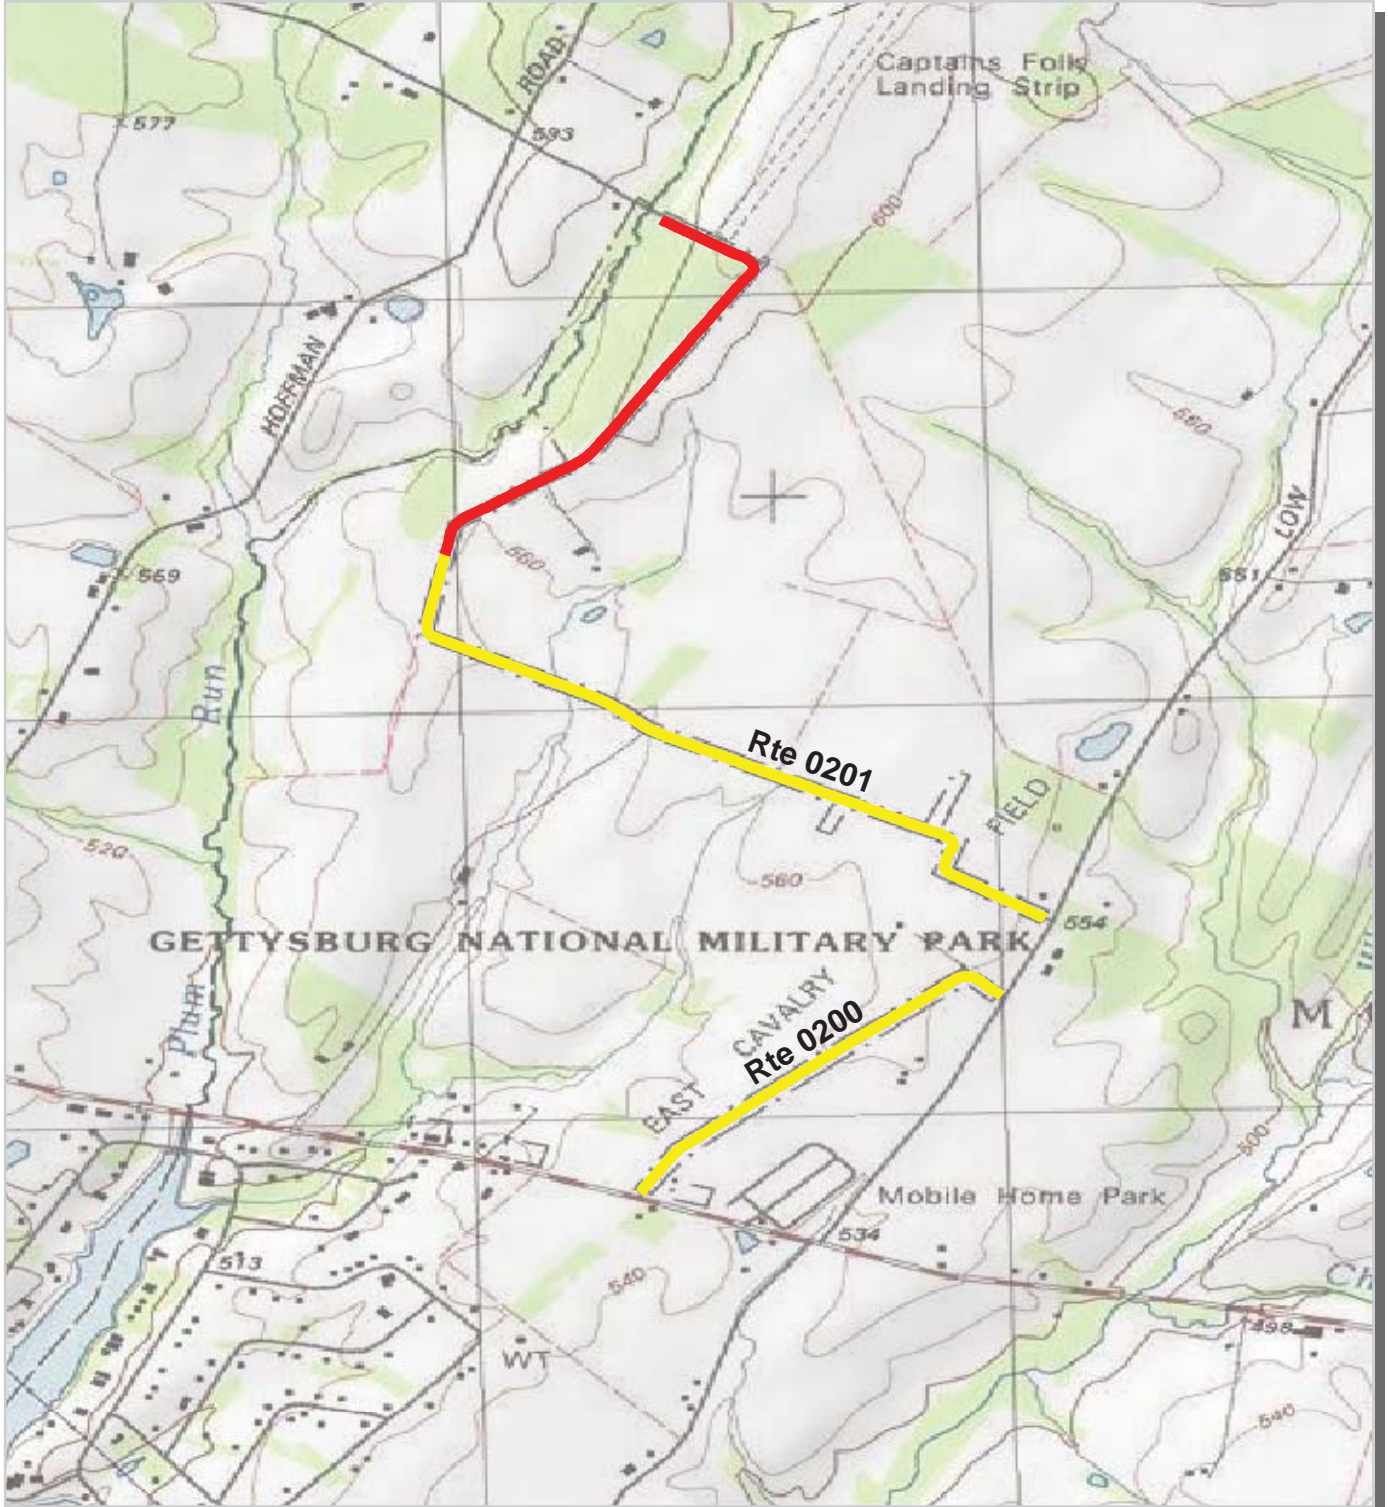 Captains Folly
Landing Strip
ROAD
577
593
600
HOFFMAN
580
LOW
560
559
551
Run
Rte 0201
FIELD
520
560
554
GETTYSBURG NATIONAL MILITARY PARK
CAVALRY
Rte 0200
Plum
M
EAST
500
Mobile Home Park
534
513
540
Ch
498
WT
540